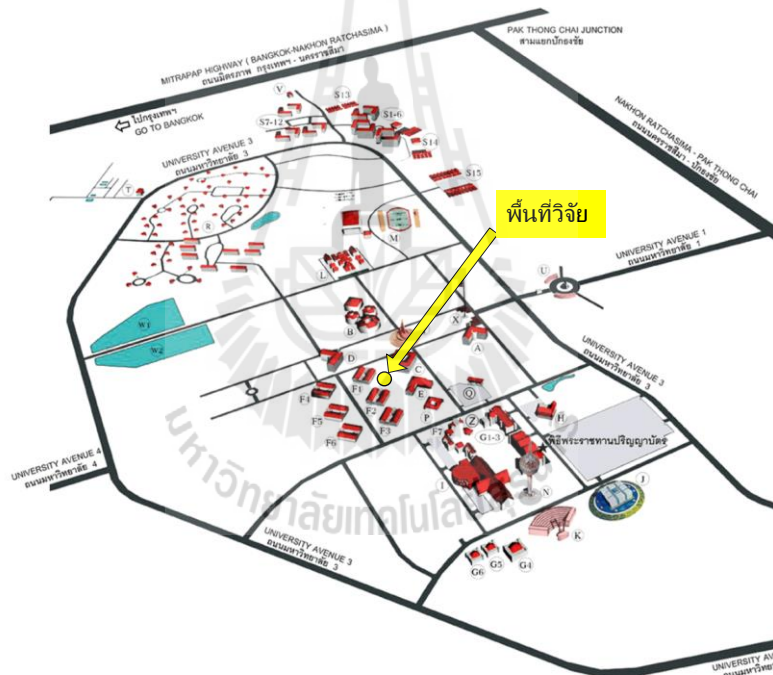 PAK THONG CHAI JUNCTION
สามแยกปักธงชัย
MITRAPAP HIGHWAY ( BANGKOK-NAKHON RATCHASIMA )
ถนนมิตรภาพ กรุงเทพฯ - นครราชสีมา
NAKHON RATCHASIMA - PAK THONG CHAI
ถนนนครราชสีมา - ปักธงชัย
ไปกรุงเทพฯ
GO TO BANGKOK
V
S13
S7-12
S1-6
S14
UNIVERSITY AVENUE 3
ถนนมหาวิทยาลัย 3
S15
T
พื้นที่วิจัย
R
M
UNIVERSITY AVENUE 1
ถนนมหาวิทยาลัย 1
L
U
W1
W2
B
X
A
D
C
UNIVERSITY AVENUE 3
ถนนมหาวิทยาลัย 3
F1
E
F4
F2
P
Q
F5
F3
F6
F7
Z
H
G1-3
พิธีพระราชทานปริญญาบัตร
UNIVERSITY AVENUE 4
ถนนมหาวิทยาลัย 4
I
N
J
K
มหาวิทยาลัยเทคโนโลยี
UNIVERSITY AVENUE 3
ถนนมหาวิทยาลัย 3
G6
G5
G4